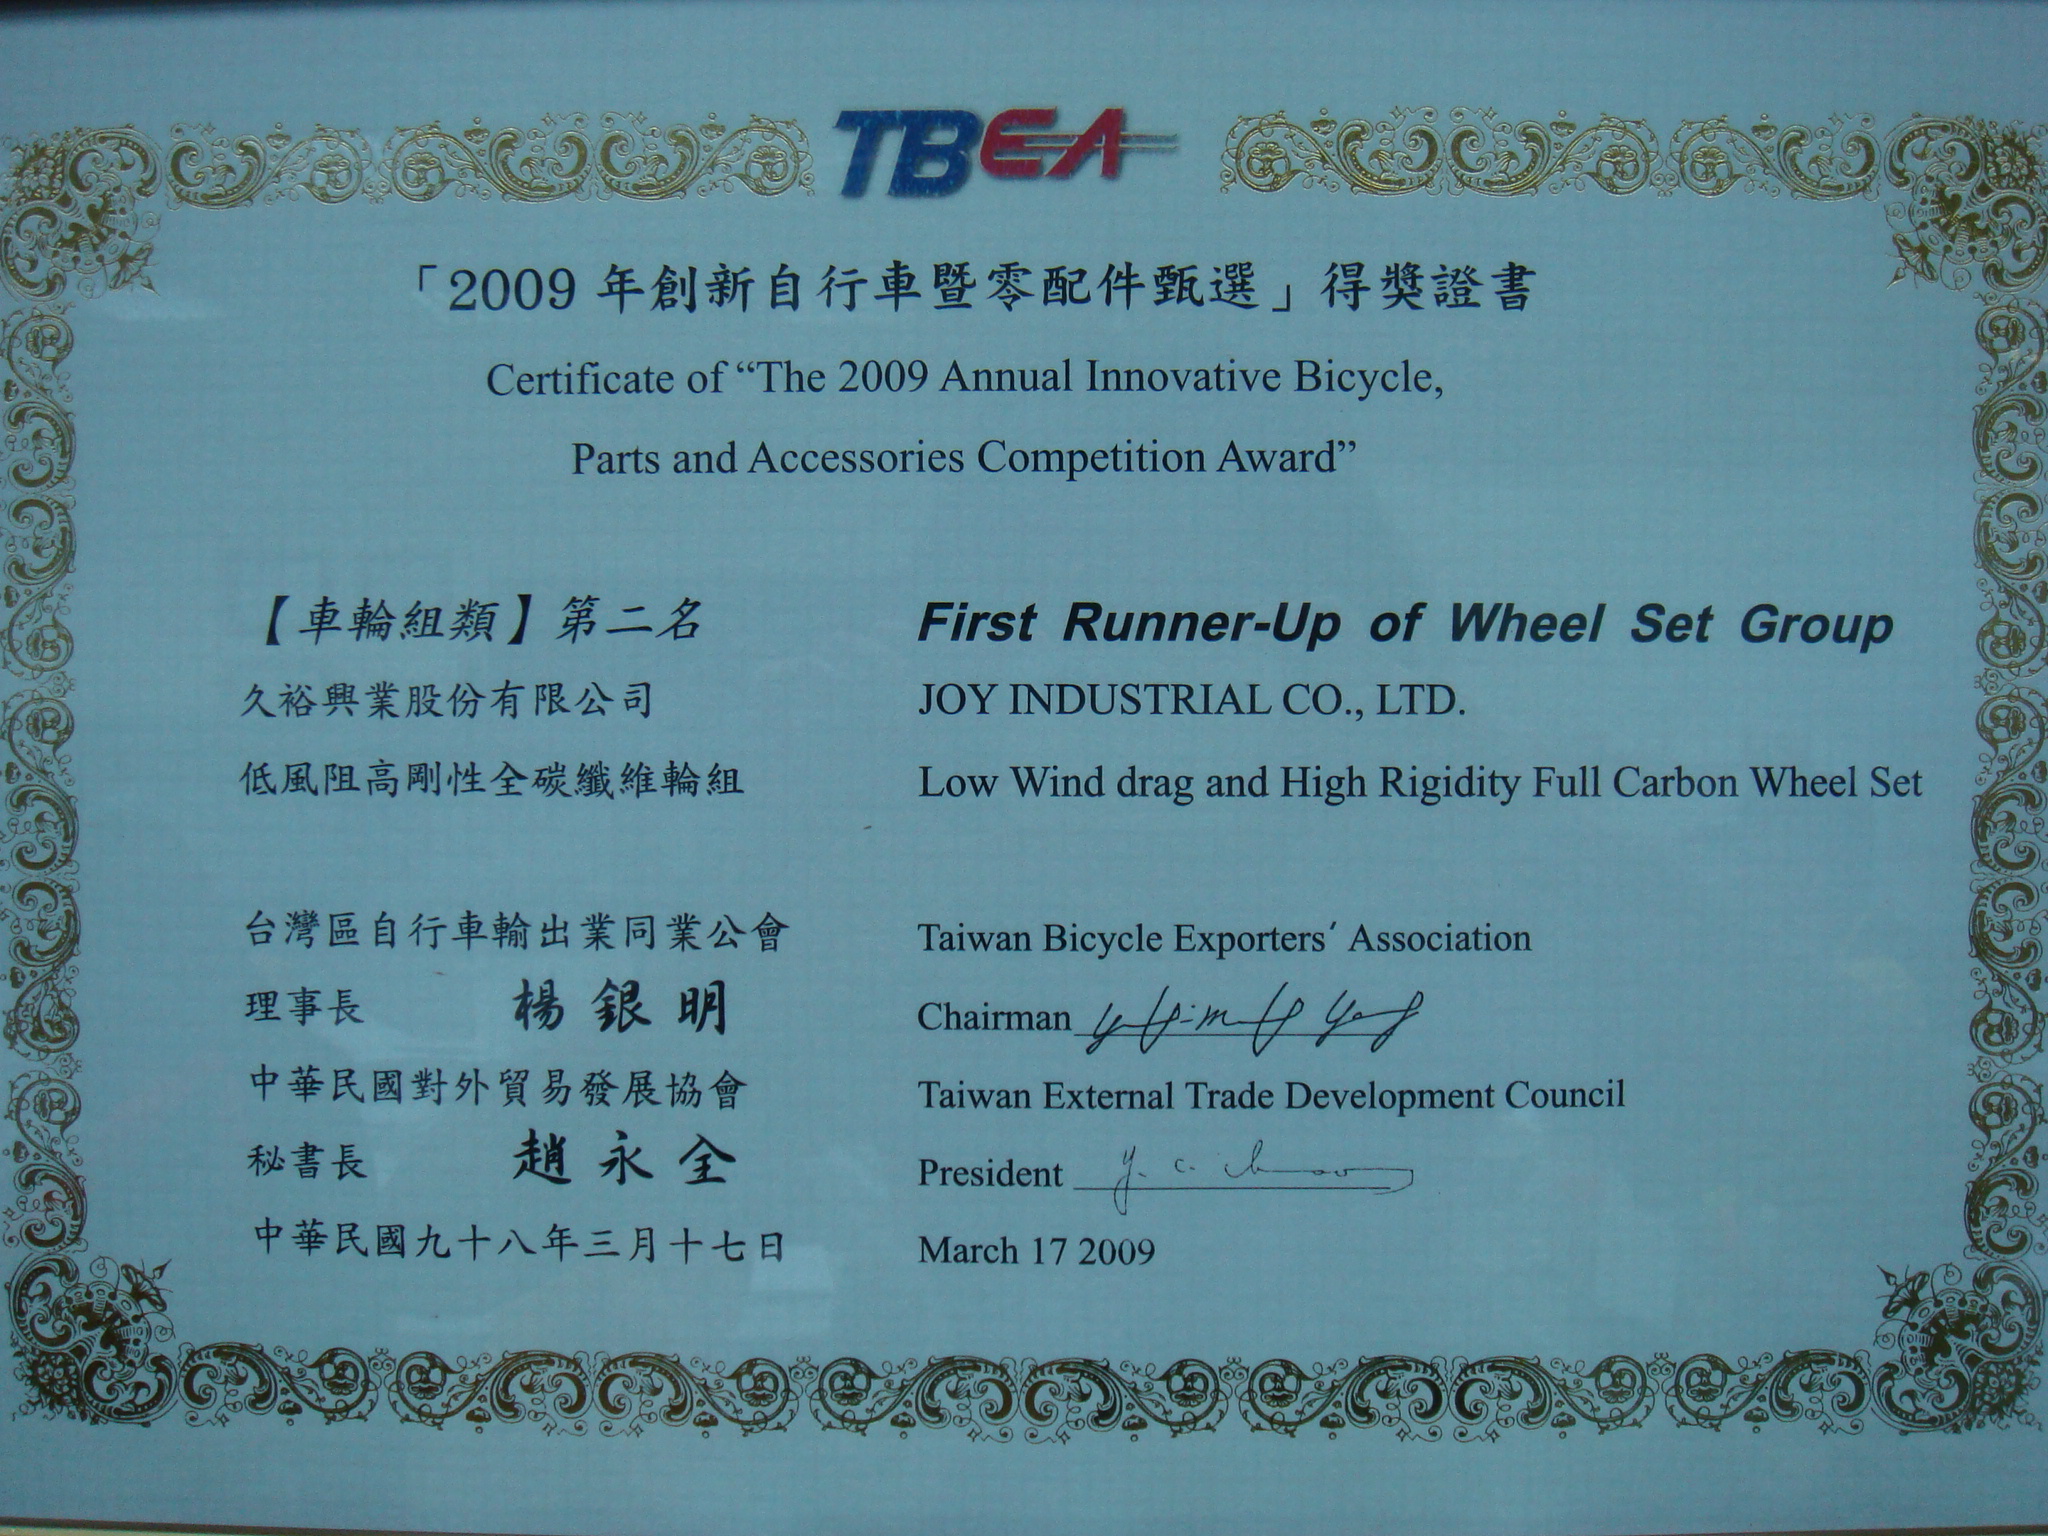 TBEA
「2009 年創新自行車暨零配件甄選」得獎證書
Certificate of “The 2009 Annual Innovative Bicycle,
Parts and Accessories Competition Award”
【車輪組類】第二名
First Runner-Up of Wheel Set Group
久裕興業股份有限公司
JOY INDUSTRIAL CO., LTD.
低風阻高剛性全碳纖維輪組
Low Wind drag and High Rigidity Full Carbon Wheel Set
台灣區自行車輸出業同業公會
Taiwan Bicycle Exporters´ Association
理事長 楊銀明
Chairman
中華民國對外貿易發展協會
Taiwan External Trade Development Council
秘書長 趙永全
President
中華民國九十八年三月十七日
March 17 2009